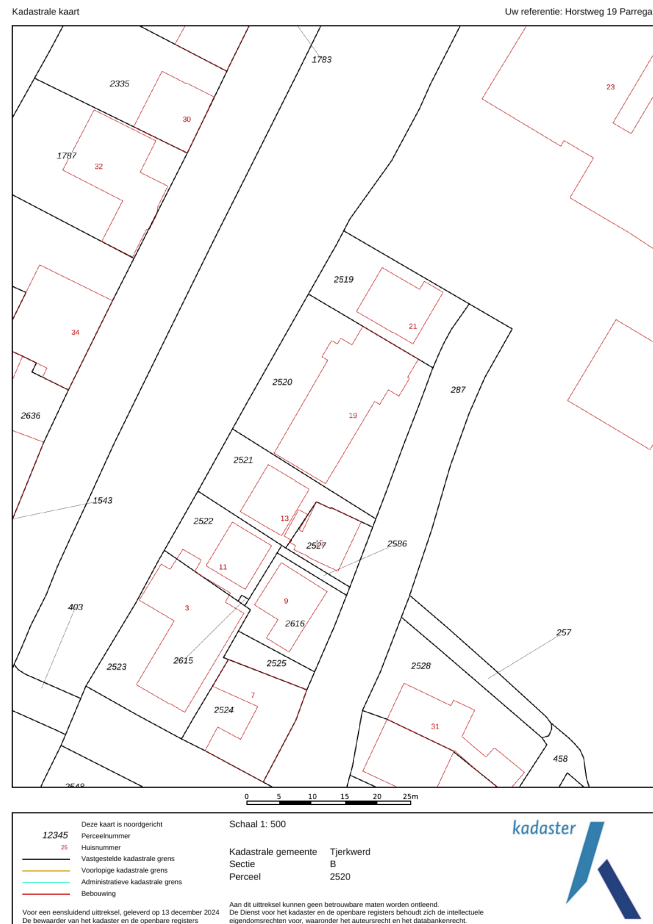 Kadastrale kaart
Uw referentie: Horstweg 19 Parrega
1783
2335
23
30
1787
32
2519
21
34
2520
287
19
2636
2521
1543
13
2522
2527
2586
11
403
3
9
2616
257
2615
2523
2525
2528
7
2524
31
458
2548
0 5 10 15 20 25m
Deze kaart is noordgericht
12345 Perceelnummer
25 Huisnummer
Vastgestelde kadastrale grens
Voorlopige kadastrale grens
Administratieve kadastrale grens
Bebouwing
Voor een eensluidend uittreksel, geleverd op 13 december 2024
De bewaarder van het kadaster en de openbare registers
Schaal 1: 500
Kadastrale gemeente Tjerkwerd
Sectie B
Perceel 2520
Aan dit uittreksel kunnen geen betrouwbare maten worden ontleend.
De Dienst voor het kadaster en de openbare registers behoudt zich de intellectuele
eigendomsrechten voor, waaronder het auteursrecht en het databankenrecht.
kadaster